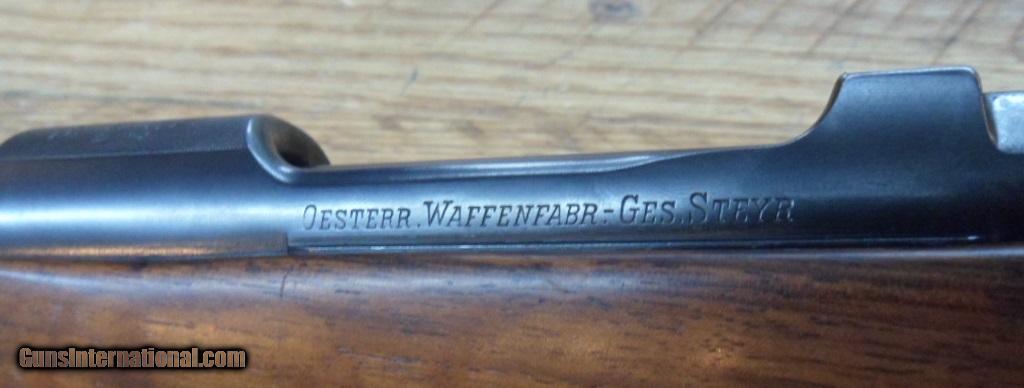 OESTERR. WAFFENFABR.-GES. STEYR
GunsInternational.com